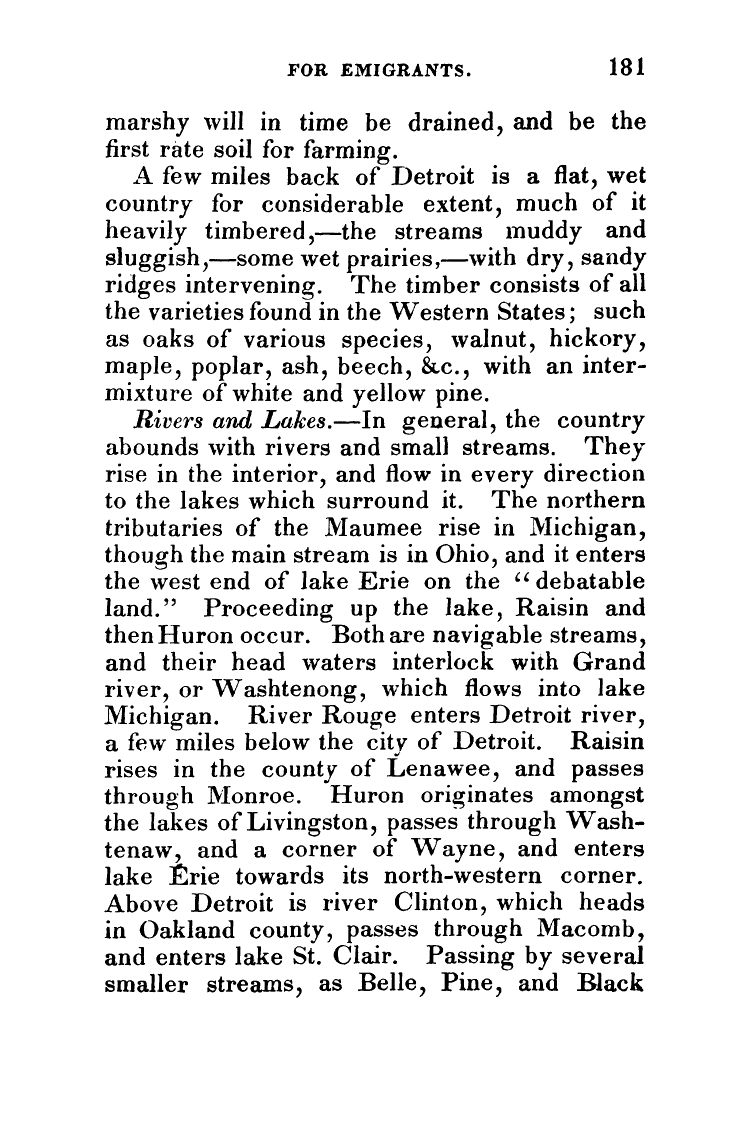 FOR EMIGRANTS. 181
marshy will in time be drained, and be the
first rate soil for farming.
A few miles back of Detroit is a flat, wet
country for considerable extent, much of it
heavily timbered,—the streams muddy and
sluggish,—some wet prairies,—with dry, sandy
ridges intervening. The timber consists of all
the varieties found in the Western States; such
as oaks of various species, walnut, hickory,
maple, poplar, ash, beech, &c., with an inter-
mixture of white and yellow pine.
Rivers and Lakes.—In general, the country
abounds with rivers and small streams. They
rise in the interior, and flow in every direction
to the lakes which surround it. The northern
tributaries of the Maumee rise in Michigan,
though the main stream is in Ohio, and it enters
the west end of lake Erie on the “debatable
land.” Proceeding up the lake, Raisin and
then Huron occur. Both are navigable streams,
and their head waters interlock with Grand
river, or Washtenong, which flows into lake
Michigan. River Rouge enters Detroit river,
a few miles below the city of Detroit. Raisin
rises in the county of Lenawee, and passes
through Monroe. Huron originates amongst
the lakes of Livingston, passes through Wash-
tenaw, and a corner of Wayne, and enters
lake Erie towards its north-western corner.
Above Detroit is river Clinton, which heads
in Oakland county, passes through Macomb,
and enters lake St. Clair. Passing by several
smaller streams, as Belle, Pine, and Black